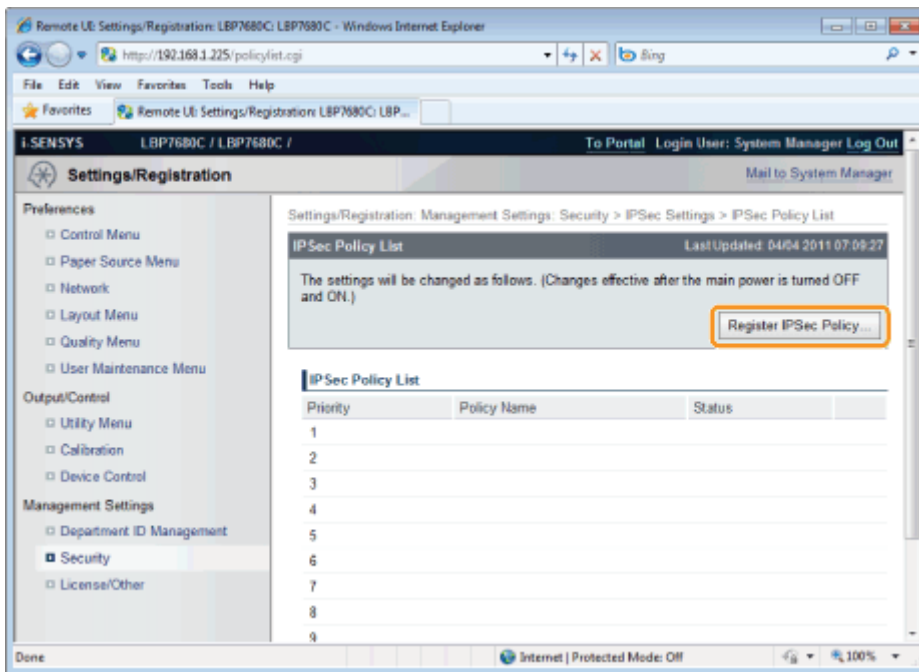 Remote UI: Settings/Registration: LBP7680C: LBP7680C - Windows Internet Explorer
http://192.168.1.225/policylist.cgi
Bing
File Edit View Favorites Tools Help
Favorites
Remote UI: Settings/Registration: LBP7680C: LBP...
i-SENSYS LBP7680C / LBP7680C / To Portal Login User: System Manager Log Out
Settings/Registration Mail to System Manager
Preferences
Control Menu
Paper Source Menu
Network
Layout Menu
Quality Menu
User Maintenance Menu
Output/Control
Utility Menu
Calibration
Device Control
Management Settings
Department ID Management
Security
License/Other
Settings/Registration: Management Settings: Security > IPSec Settings > IPSec Policy List
IPSec Policy List Last Updated: 04/04 2011 07:09:27
The settings will be changed as follows. (Changes effective after the main power is turned OFF
and ON.)
Register IPSec Policy...
IPSec Policy List
Priority Policy Name Status
1
2
3
4
5
6
7
8
9
Done Internet | Protected Mode: Off 100%